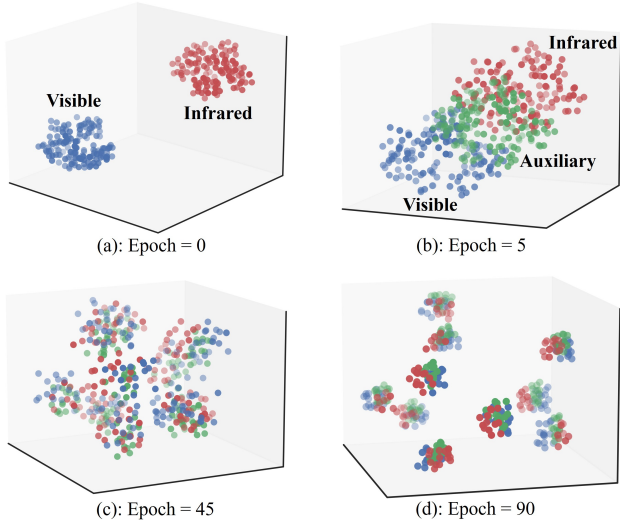 Visible
Infrared
(a): Epoch = 0
Infrared
Auxiliary
Visible
(b): Epoch = 5
(c): Epoch = 45
(d): Epoch = 90